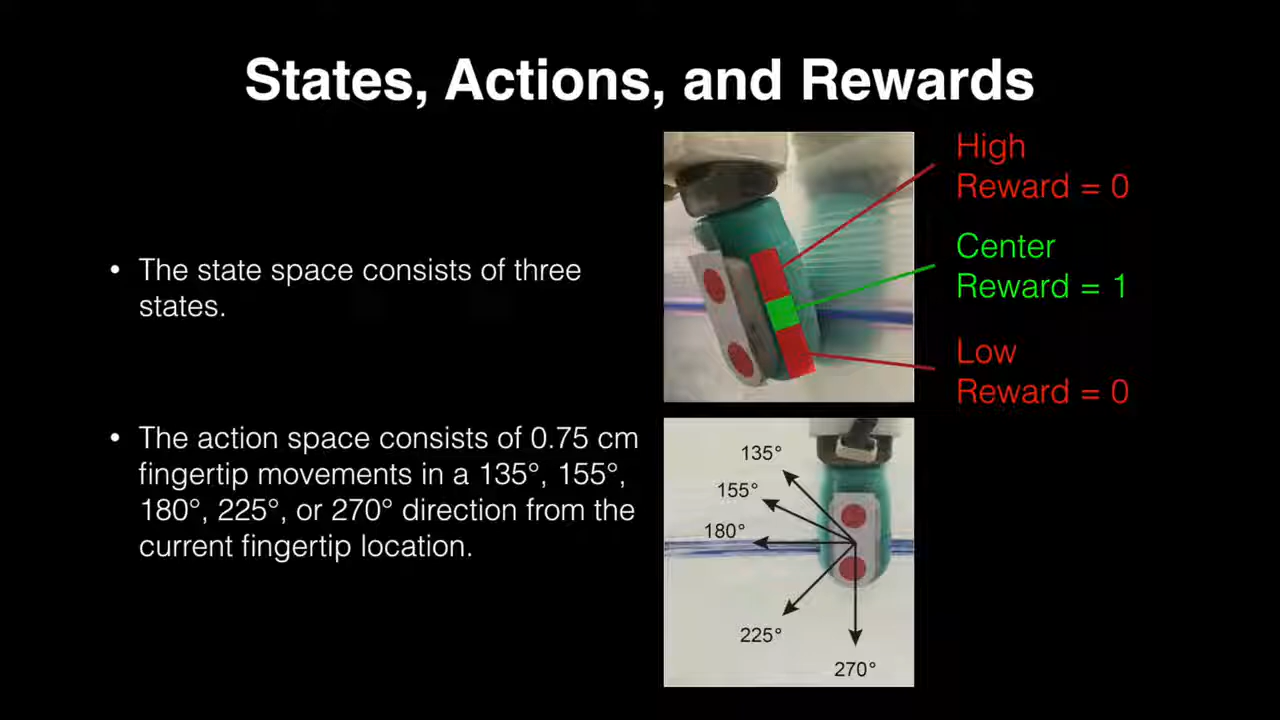 States, Actions, and Rewards
• The state space consists of three
states.
• The action space consists of 0.75 cm
fingertip movements in a 135°, 155°,
180°, 225°, or 270° direction from the
current fingertip location.
High
Reward = 0
Center
Reward = 1
Low
Reward = 0
135°
155°
180°
225°
270°